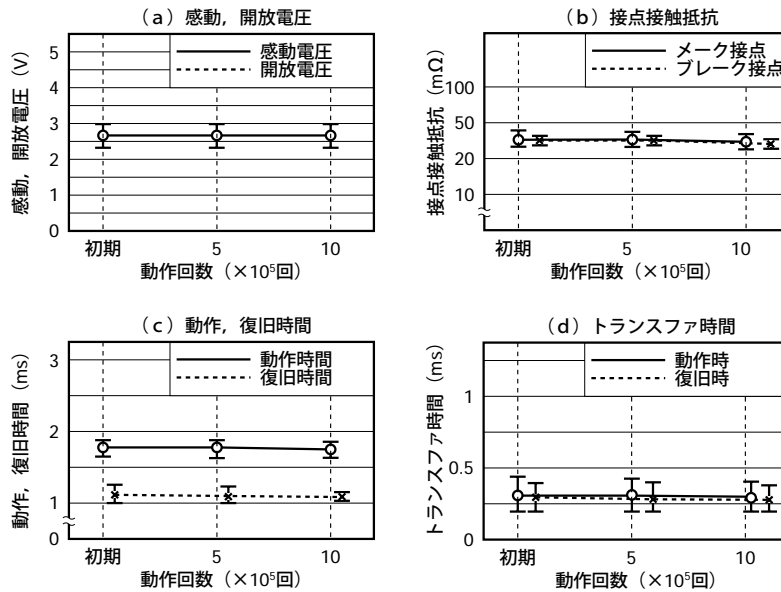 (a) 感動，開放電圧
感動，開放電圧 (V)
5
4
3
2
1
0
感動電圧
開放電圧
初期
5
10
動作回数 (×10⁵回)
(b) 接点接触抵抗
接点接触抵抗 (mΩ)
100
50
20
10
メーク接点
ブレーク接点
初期
5
10
動作回数 (×10⁵回)
(c) 動作，復旧時間
動作，復旧時間 (ms)
3
2
1
0
動作時間
復旧時間
初期
5
10
動作回数 (×10⁵回)
(d) トランスファ時間
トランスファ時間 (ms)
1
0.5
0
動作時
復旧時
初期
5
10
動作回数 (×10⁵回)